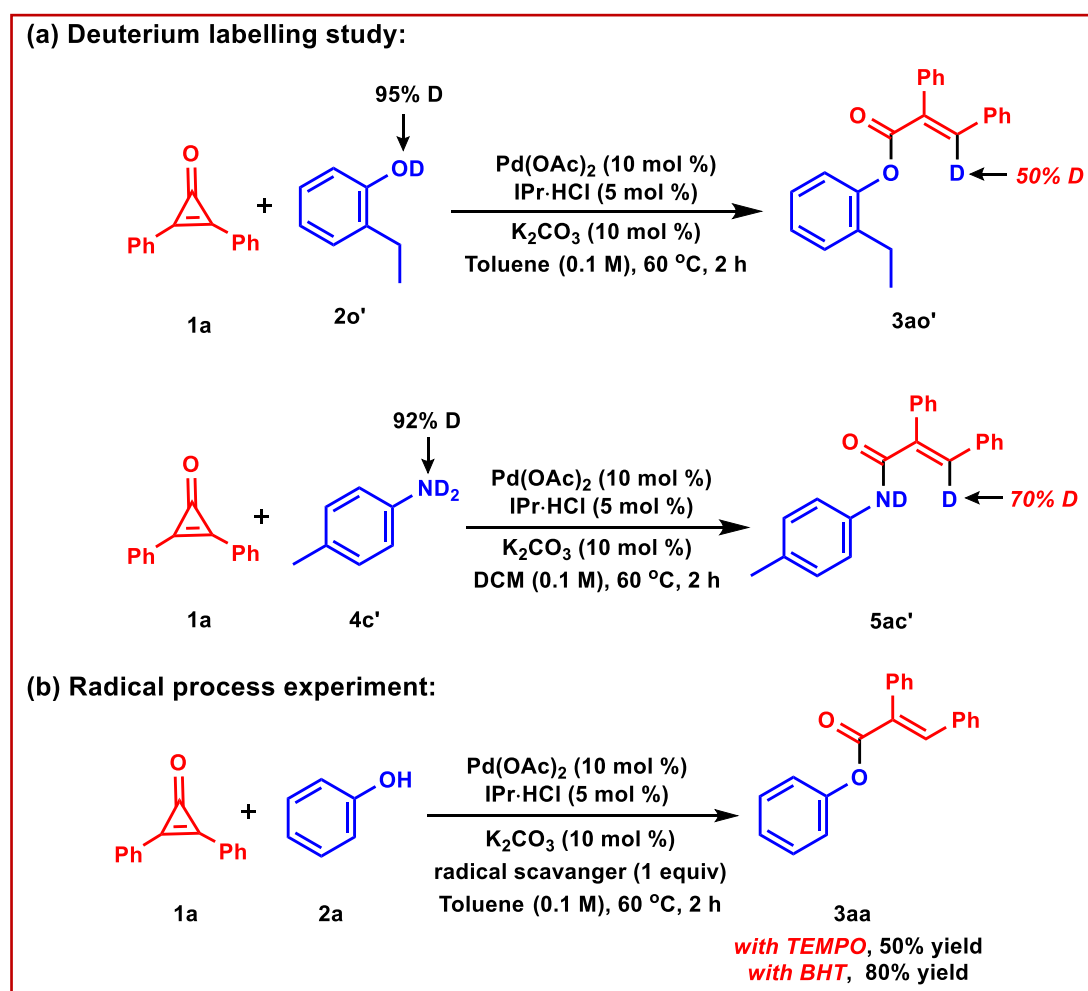 (a) Deuterium labelling study:
95% D
O
Ph
Ph
+
OD
Pd(OAc)2 (10 mol %)
IPr·HCl (5 mol %)
K2CO3 (10 mol %)
Toluene (0.1 M), 60 °C, 2 h
O
Ph
Ph
O
D
50% D
1a
2o'
3ao'
92% D
O
Ph
Ph
+
ND2
Pd(OAc)2 (10 mol %)
IPr·HCl (5 mol %)
K2CO3 (10 mol %)
DCM (0.1 M), 60 °C, 2 h
O
Ph
Ph
ND
D
70% D
1a
4c'
5ac'
(b) Radical process experiment:
O
Ph
Ph
+
OH
Pd(OAc)2 (10 mol %)
IPr·HCl (5 mol %)
K2CO3 (10 mol %)
radical scavanger (1 equiv)
Toluene (0.1 M), 60 °C, 2 h
O
Ph
Ph
O
1a
2a
3aa
with TEMPO, 50% yield
with BHT, 80% yield